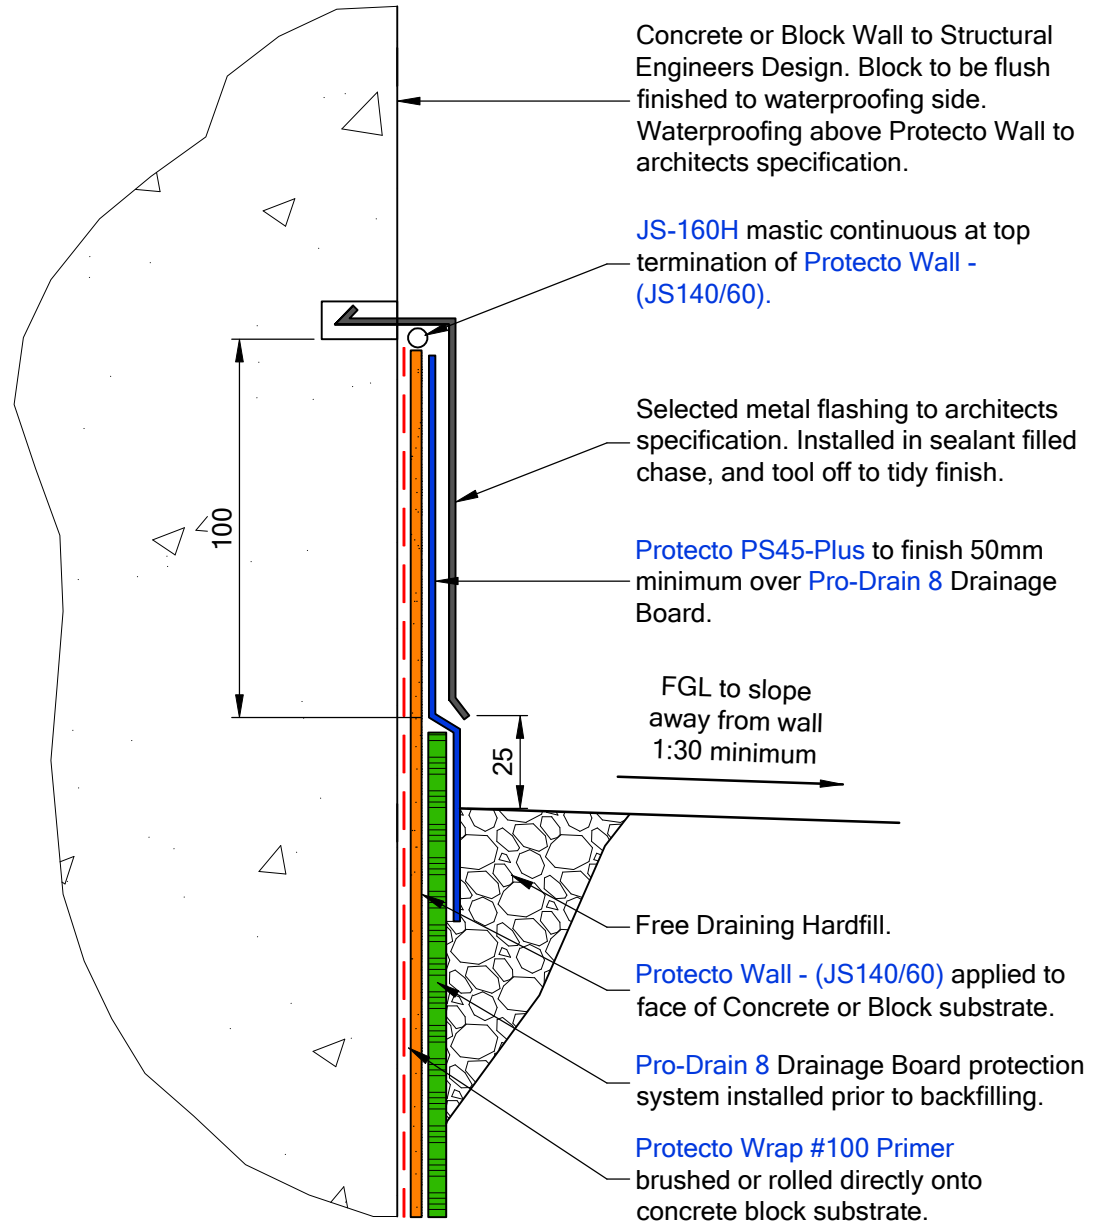 Concrete or Block Wall to Structural
Engineers Design. Block to be flush
finished to waterproofing side.
Waterproofing above Protecto Wall to
architects specification.
JS-160H mastic continuous at top
termination of Protecto Wall -
(JS140/60).
Selected metal flashing to architects
specification. Installed in sealant filled
chase, and tool off to tidy finish.
100
Protecto PS45-Plus to finish 50mm
minimum over Pro-Drain 8 Drainage
Board.
FGL to slope
away from wall
1:30 minimum
25
Free Draining Hardfill.
Protecto Wall - (JS140/60) applied to
face of Concrete or Block substrate.
Pro-Drain 8 Drainage Board protection
system installed prior to backfilling.
Protecto Wrap #100 Primer
brushed or rolled directly onto
concrete block substrate.